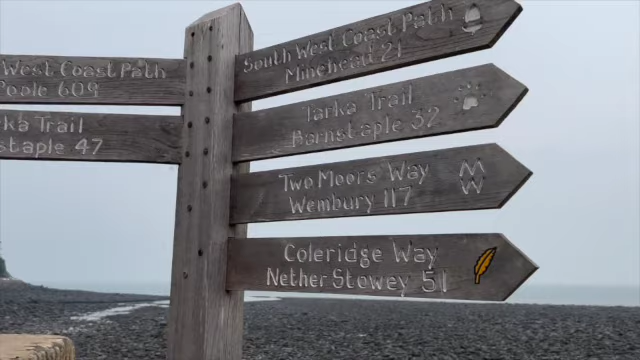 West Coast Path
Poole 609
rka Trail
staple 47
South West Coast Path
Minehead 21
Tarka Trail
Barnstaple 32
Two Moors Way
Wembury 117
MW
Coleridge Way
Nether Stowey 51